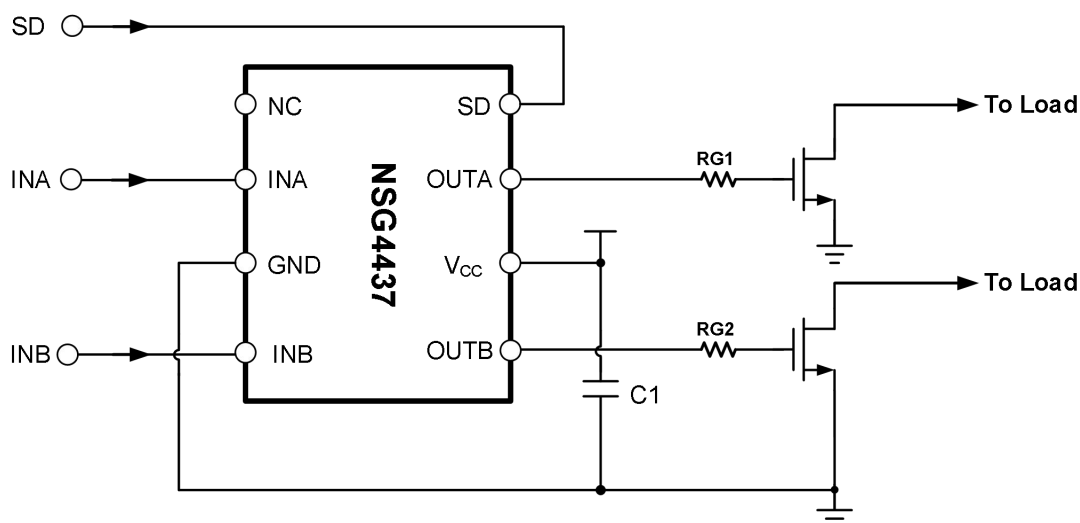 SD
NC
SD
To Load
RG1
INA
INA
OUTA
NSG4437
GND
VCC
To Load
RG2
INB
INB
OUTB
C1